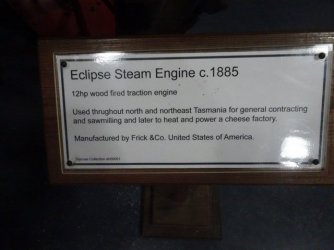 Eclipse Steam Engine c.1885
12hp wood fired traction engine
Used thrughout north and northeast Tasmania for general contracting
and sawmilling and later to heat and power a cheese factory.
Manufactured by Frick &Co. United States of America.